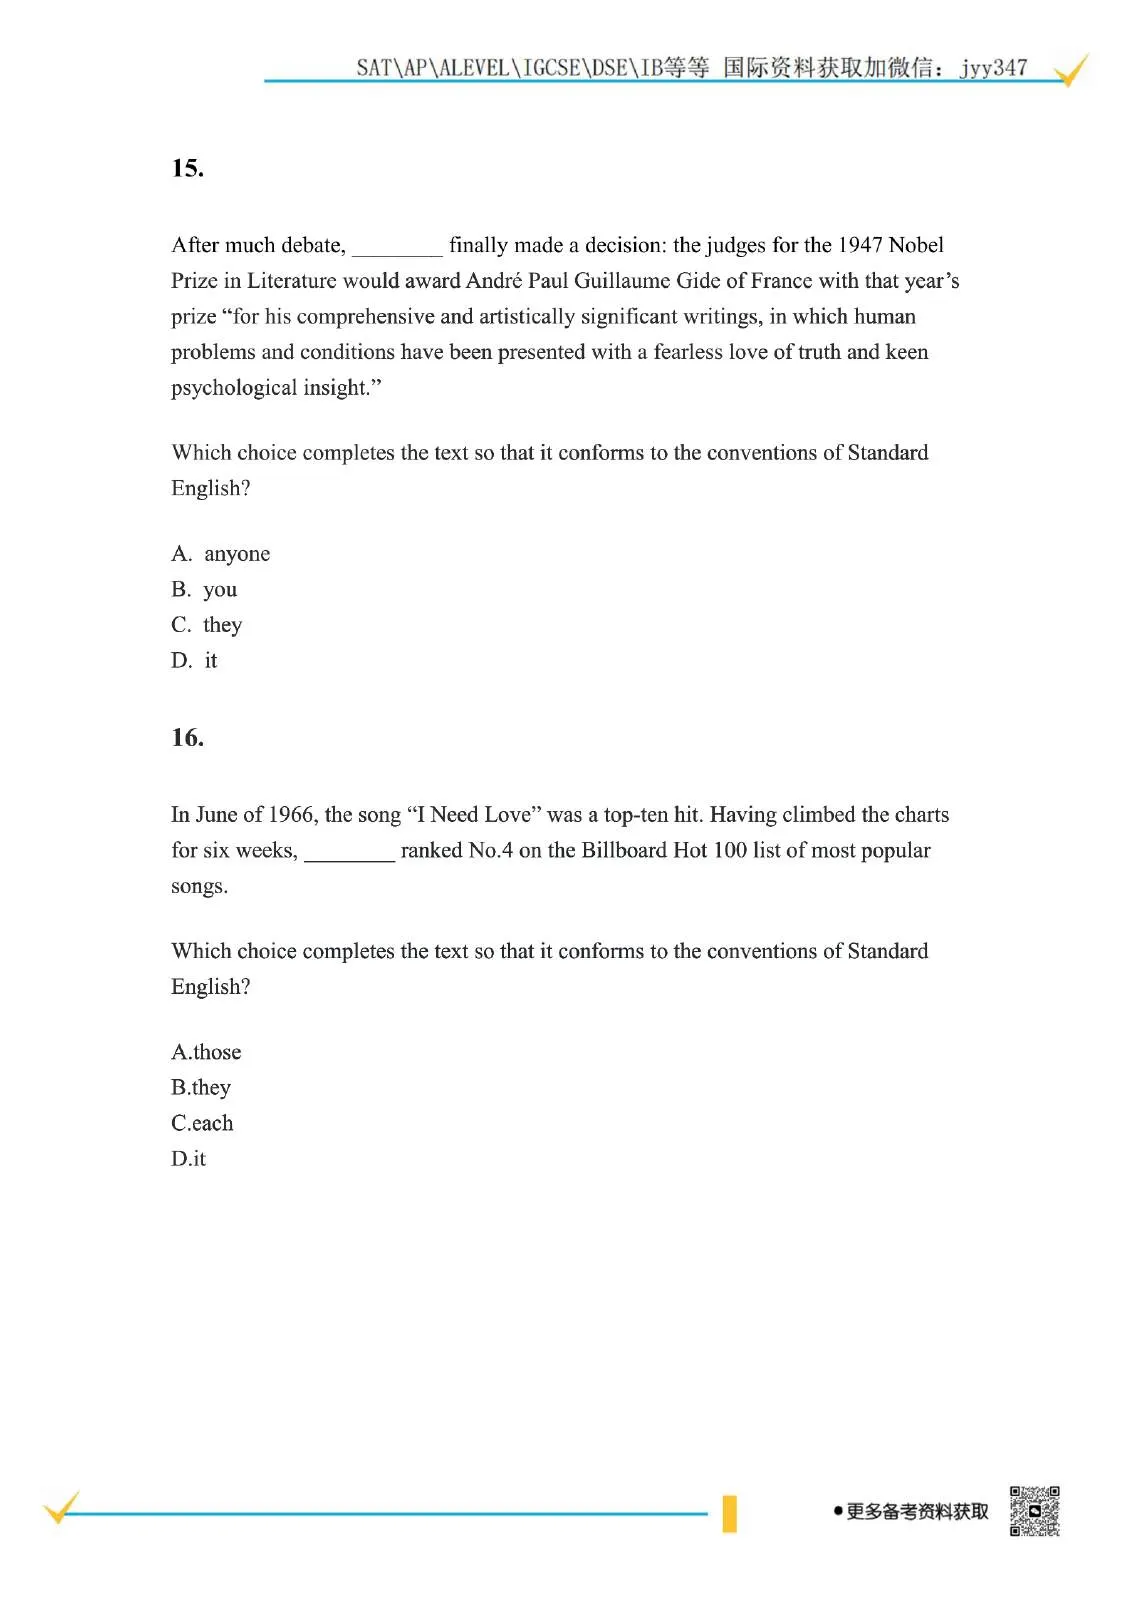 SAT\AP\ALEVEL\IGCSE\DSE\IB等等 国际资料获取加微信：jyy347
15.
After much debate, ________ finally made a decision: the judges for the 1947 Nobel
Prize in Literature would award André Paul Guillaume Gide of France with that year’s
prize “for his comprehensive and artistically significant writings, in which human
problems and conditions have been presented with a fearless love of truth and keen
psychological insight.”
Which choice completes the text so that it conforms to the conventions of Standard
English?
A. anyone
B. you
C. they
D. it
16.
In June of 1966, the song “I Need Love” was a top-ten hit. Having climbed the charts
for six weeks, ________ ranked No.4 on the Billboard Hot 100 list of most popular
songs.
Which choice completes the text so that it conforms to the conventions of Standard
English?
A.those
B.they
C.each
D.it
•更多备考资料获取